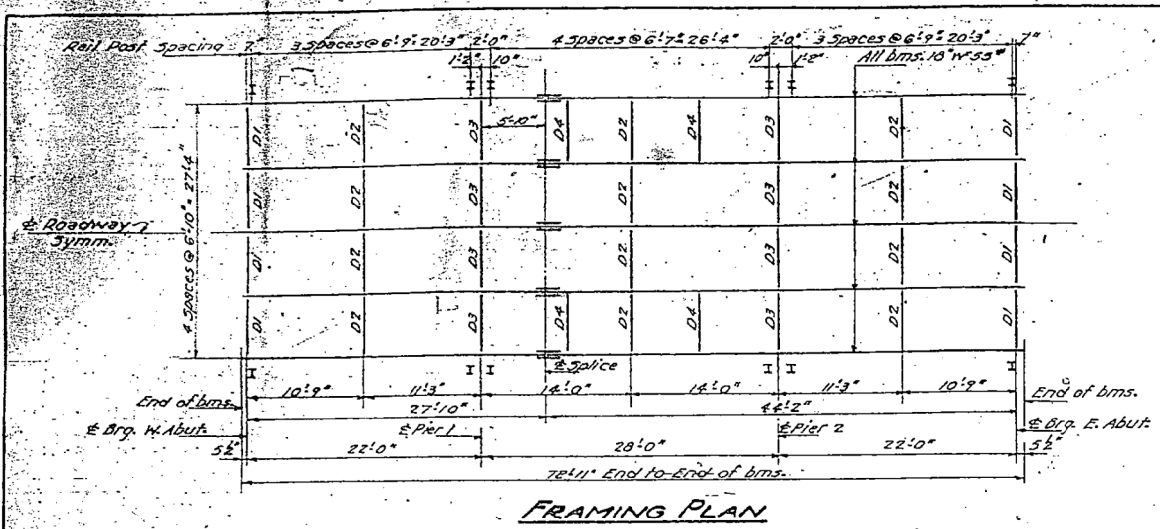 Rail Post Spacing 7" 3 Spaces @ 6'-9" = 20'-3" 2'-0" 4 Spaces @ 6'-7" = 26'-4" 2'-0" 3 Spaces @ 6'-9" = 20'-3" 7"
1'-2" 10" 10" 1'-2" All bms. 18" W 55#
5'-10"
D1 D2 D3 D4 D2 D4 D3 D2 D1
D1 D2 D3 D2 D3 D2 D1
℄ Roadway
Symm.
4 Spaces @ 6'-10" = 27'-4"
D1 D2 D3 D2 D3 D2 D1
D1 D2 D3 D4 D2 D4 D3 D2 D1
℄ Splice
10'-9" 11'-3" 14'-0" 14'-0" 11'-3" 10'-9"
End of bms. 27'-10" 44'-2" End of bms.
℄ Brg. W. Abut. ℄ Pier 1 ℄ Pier 2 ℄ Brg. E. Abut.
5½" 22'-0" 28'-0" 22'-0" 5½"
72'-11" End to End of bms.
FRAMING PLAN